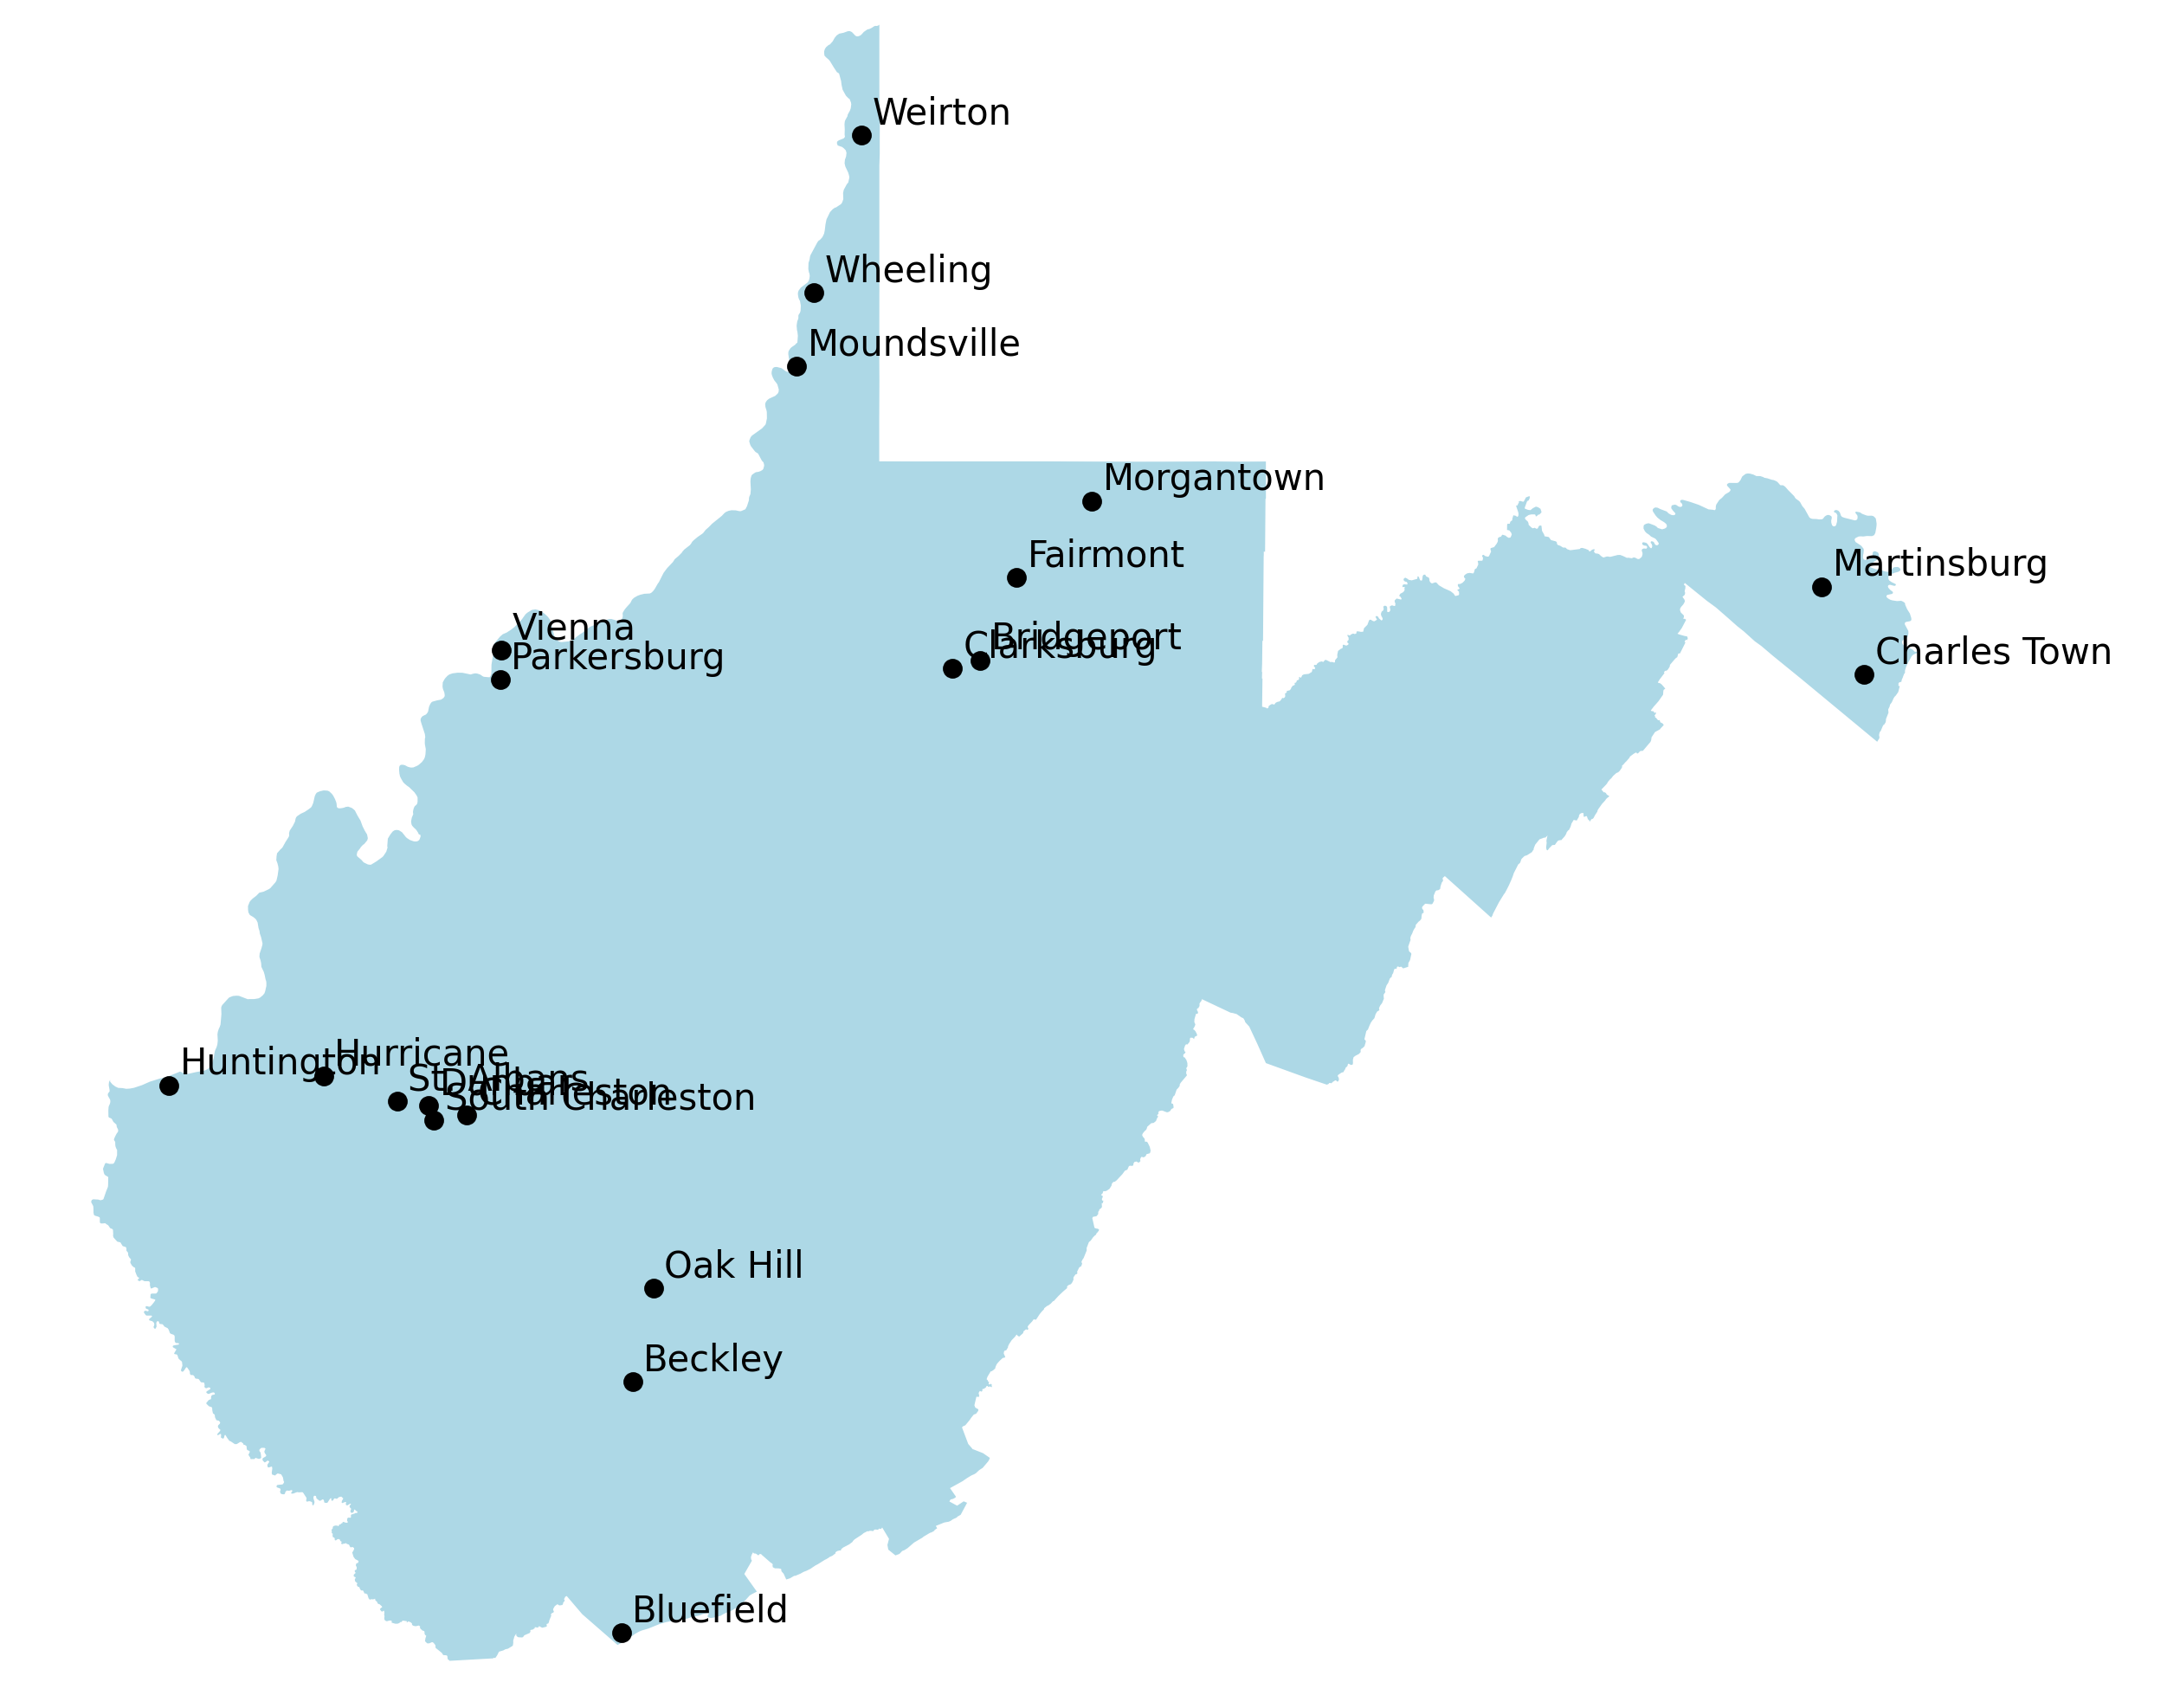 Weirton
Wheeling
Moundsville
Morgantown
Fairmont
Martinsburg
Vienna
Bridgeport
Clarksburg
Parkersburg
Charles Town
Hurricane
Huntington
St. Albans
Dunbar
Charleston
South Charleston
Oak Hill
Beckley
Bluefield